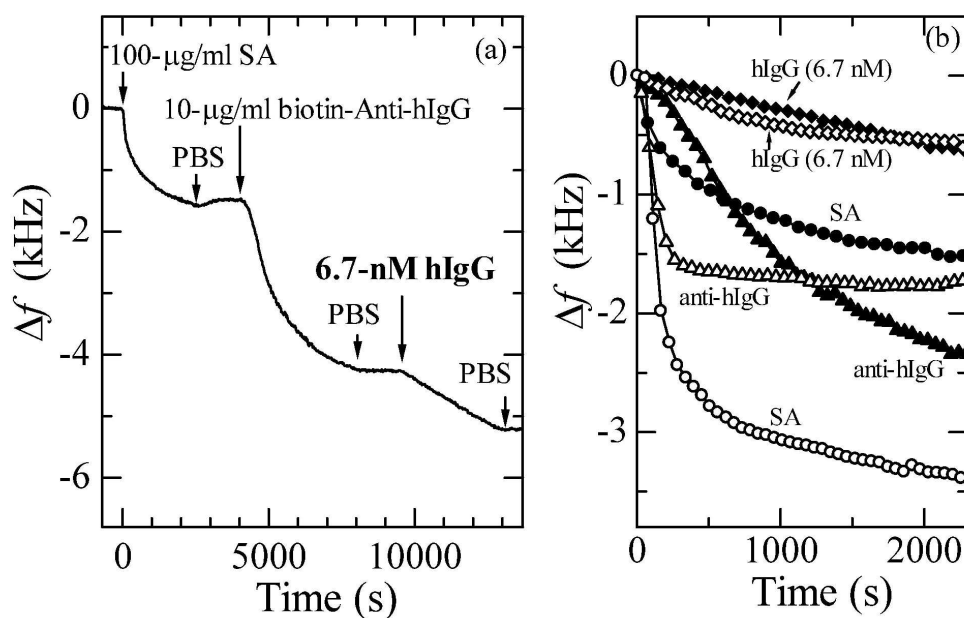 (a)
100-μg/ml SA
10-μg/ml biotin-Anti-hIgG
PBS
6.7-nM hIgG
PBS
PBS
0
-2
-4
-6
Δf (kHz)
0 5000 10000
Time (s)
(b)
hIgG (6.7 nM)
hIgG (6.7 nM)
SA
anti-hIgG
anti-hIgG
SA
0
-1
-2
-3
Δf (kHz)
0 1000 2000
Time (s)